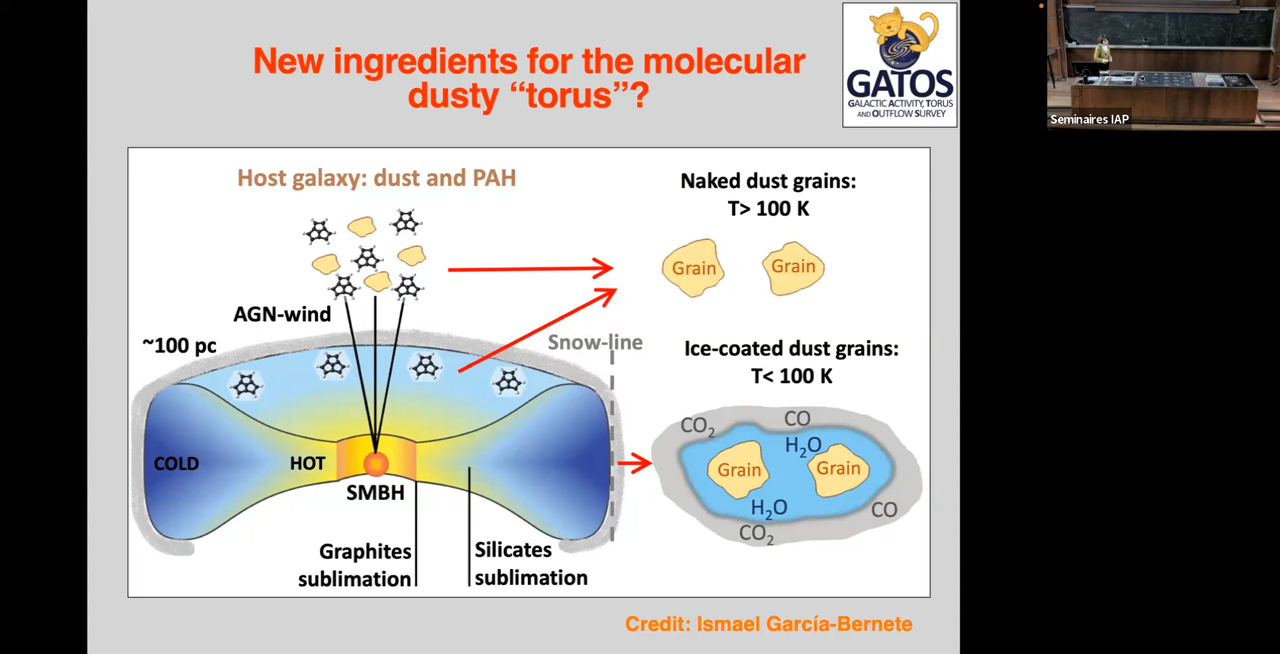 New ingredients for the molecular
dusty “torus”?
GATOS
GALACTIC ACTIVITY, TORUS
AND OUTFLOW SURVEY
Seminaires IAP
Host galaxy: dust and PAH
AGN-wind
~100 pc
Snow-line
COLD
HOT
SMBH
Graphites
sublimation
Silicates
sublimation
Naked dust grains:
T> 100 K
Grain
Grain
Ice-coated dust grains:
T< 100 K
CO₂
CO
H₂O
Grain
Grain
H₂O
CO
CO₂
Credit: Ismael García-Bernete